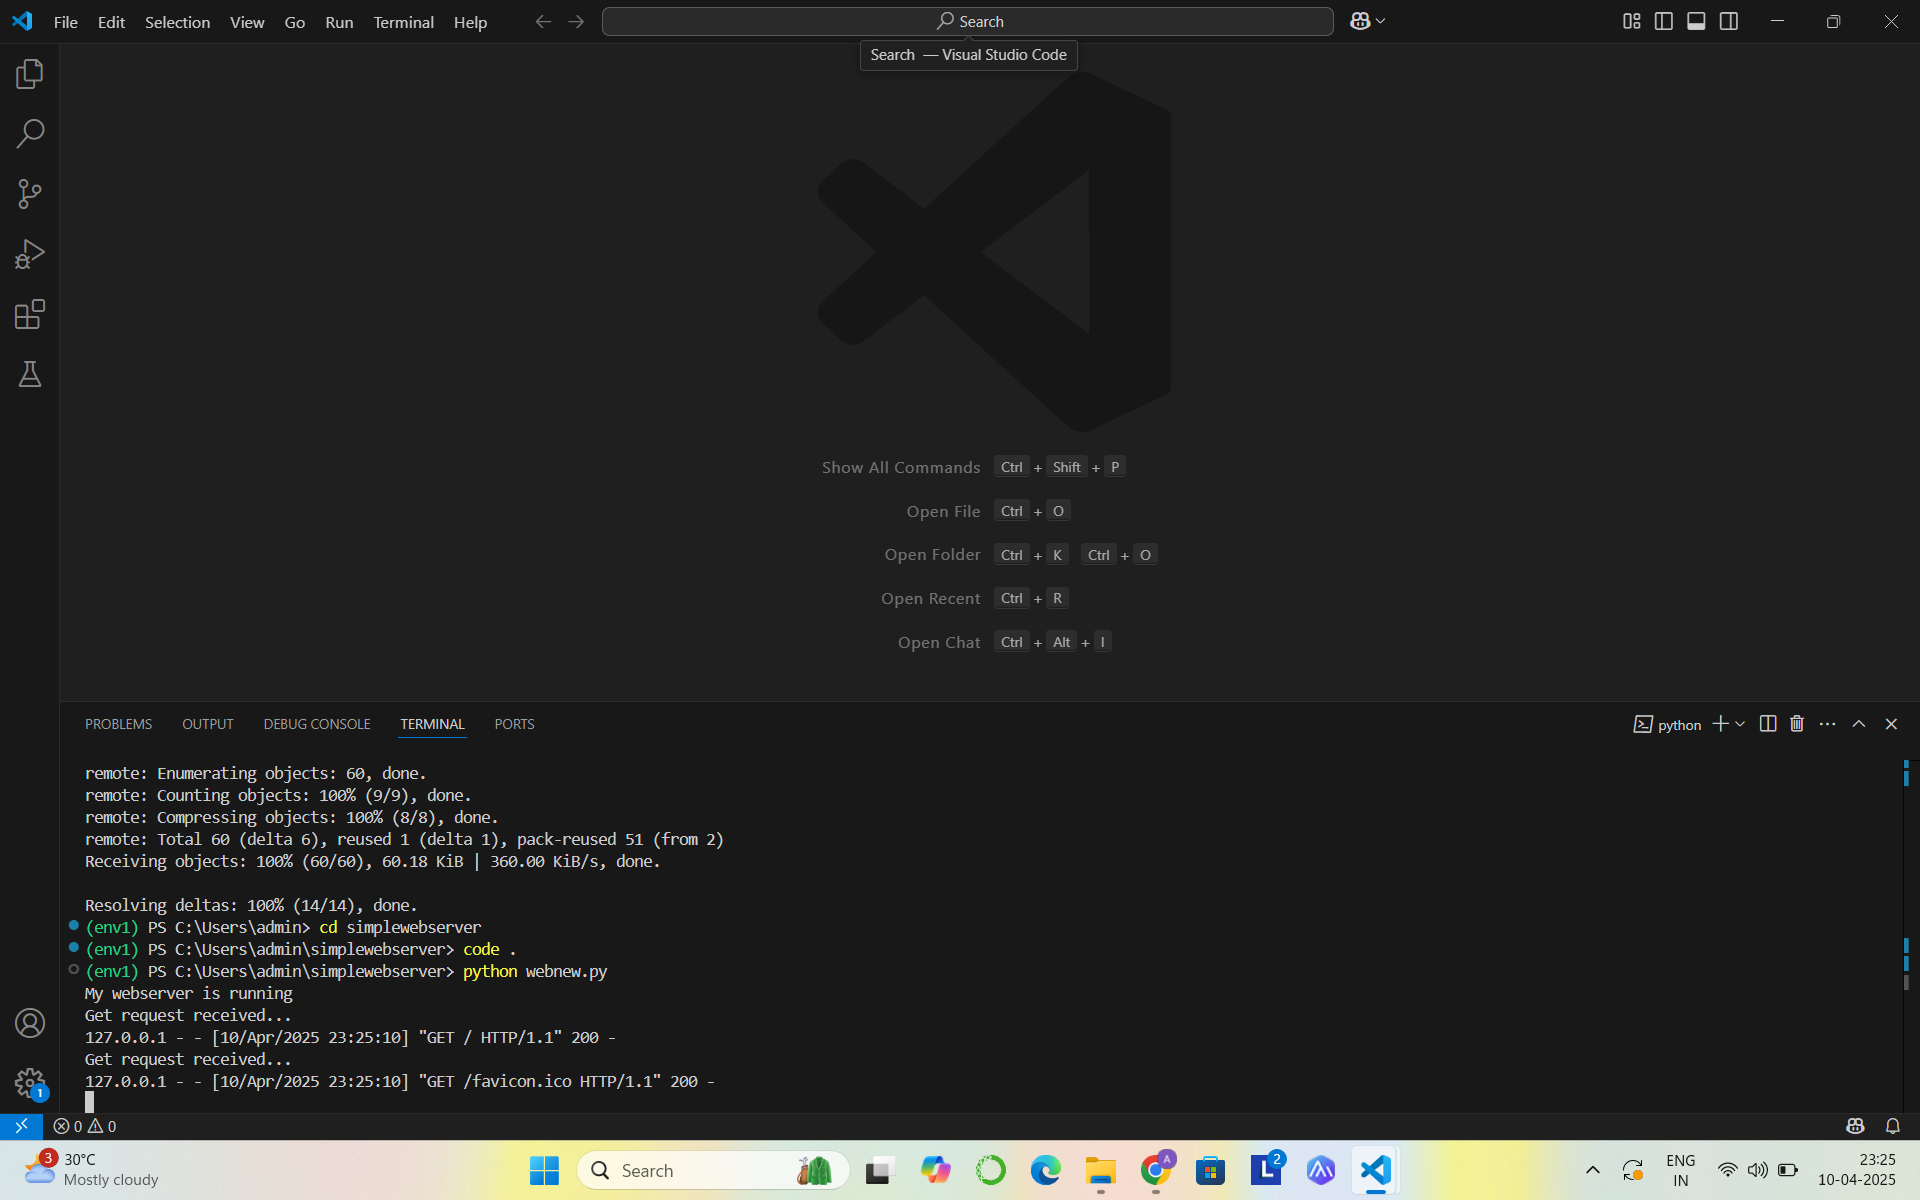 File Edit Selection View Go Run Terminal Help
Search
Search — Visual Studio Code
Show All Commands Ctrl + Shift + P
Open File Ctrl + O
Open Folder Ctrl + K Ctrl + O
Open Recent Ctrl + R
Open Chat Ctrl + Alt + I
PROBLEMS OUTPUT DEBUG CONSOLE TERMINAL PORTS
python
remote: Enumerating objects: 60, done.
remote: Counting objects: 100% (9/9), done.
remote: Compressing objects: 100% (8/8), done.
remote: Total 60 (delta 6), reused 1 (delta 1), pack-reused 51 (from 2)
Receiving objects: 100% (60/60), 60.18 KiB | 360.00 KiB/s, done.
Resolving deltas: 100% (14/14), done.
(env1) PS C:\Users\admin> cd simplewebserver
(env1) PS C:\Users\admin\simplewebserver> code .
(env1) PS C:\Users\admin\simplewebserver> python webnew.py
My webserver is running
Get request received...
127.0.0.1 - - [10/Apr/2025 23:25:10] "GET / HTTP/1.1" 200 -
Get request received...
127.0.0.1 - - [10/Apr/2025 23:25:10] "GET /favicon.ico HTTP/1.1" 200 -
1
0 0
3
30°C
Mostly cloudy
Search
A
L 2
ENG
IN
23:25
10-04-2025